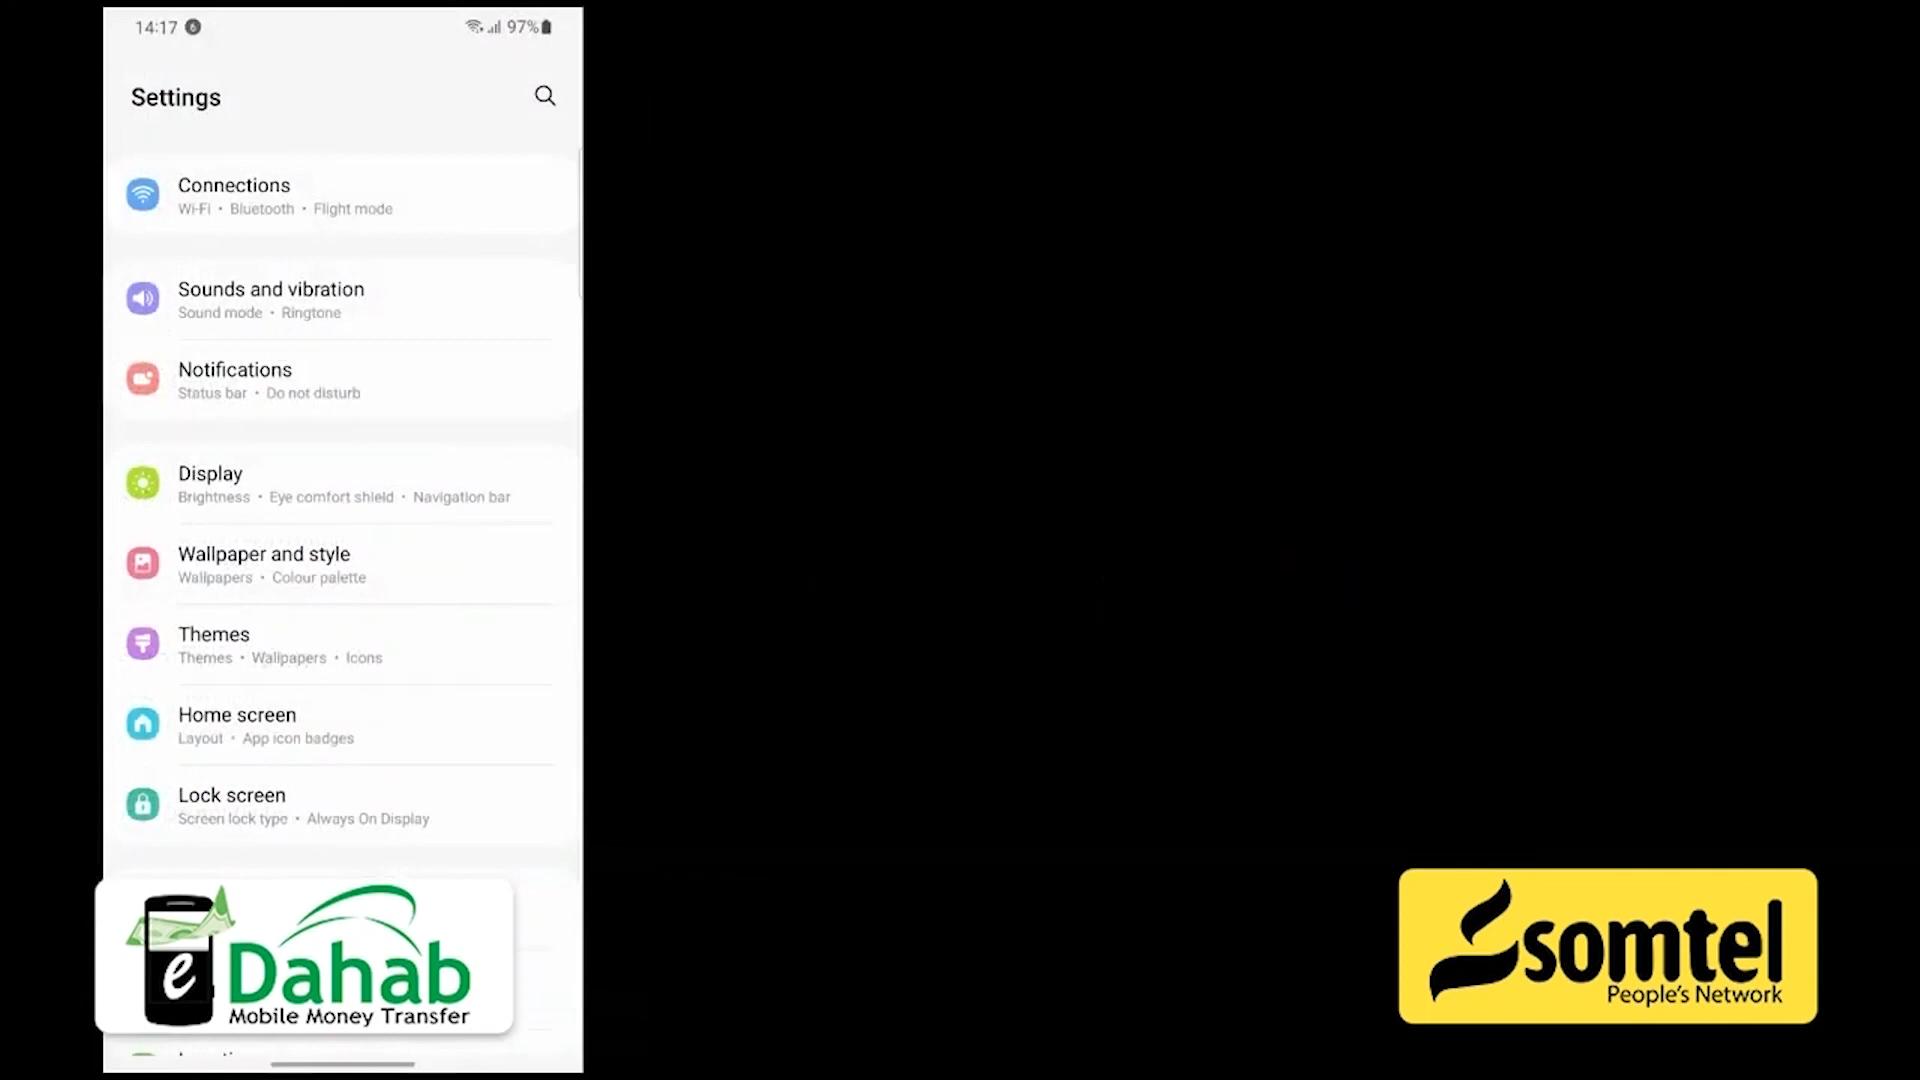 14:17
97%
Settings
Connections
Wi-Fi • Bluetooth • Flight mode
Sounds and vibration
Sound mode • Ringtone
Notifications
Status bar • Do not disturb
Display
Brightness • Eye comfort shield • Navigation bar
Wallpaper and style
Wallpapers • Colour palette
Themes
Themes • Wallpapers • Icons
Home screen
Layout • App icon badges
Lock screen
Screen lock type • Always On Display
e
Dahab
Mobile Money Transfer
somtel
People's Network